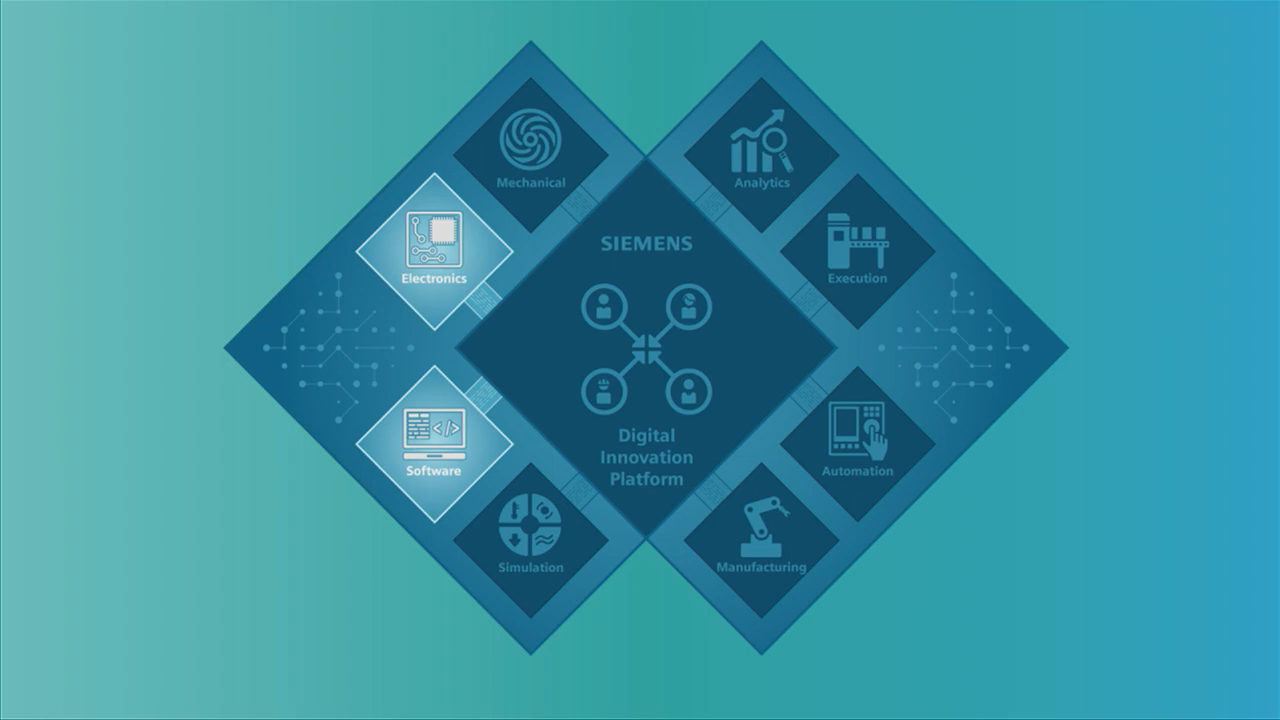 Mechanical
Analytics
Electronics
SIEMENS
Execution
Digital
Innovation
Platform
Software
Automation
Simulation
Manufacturing